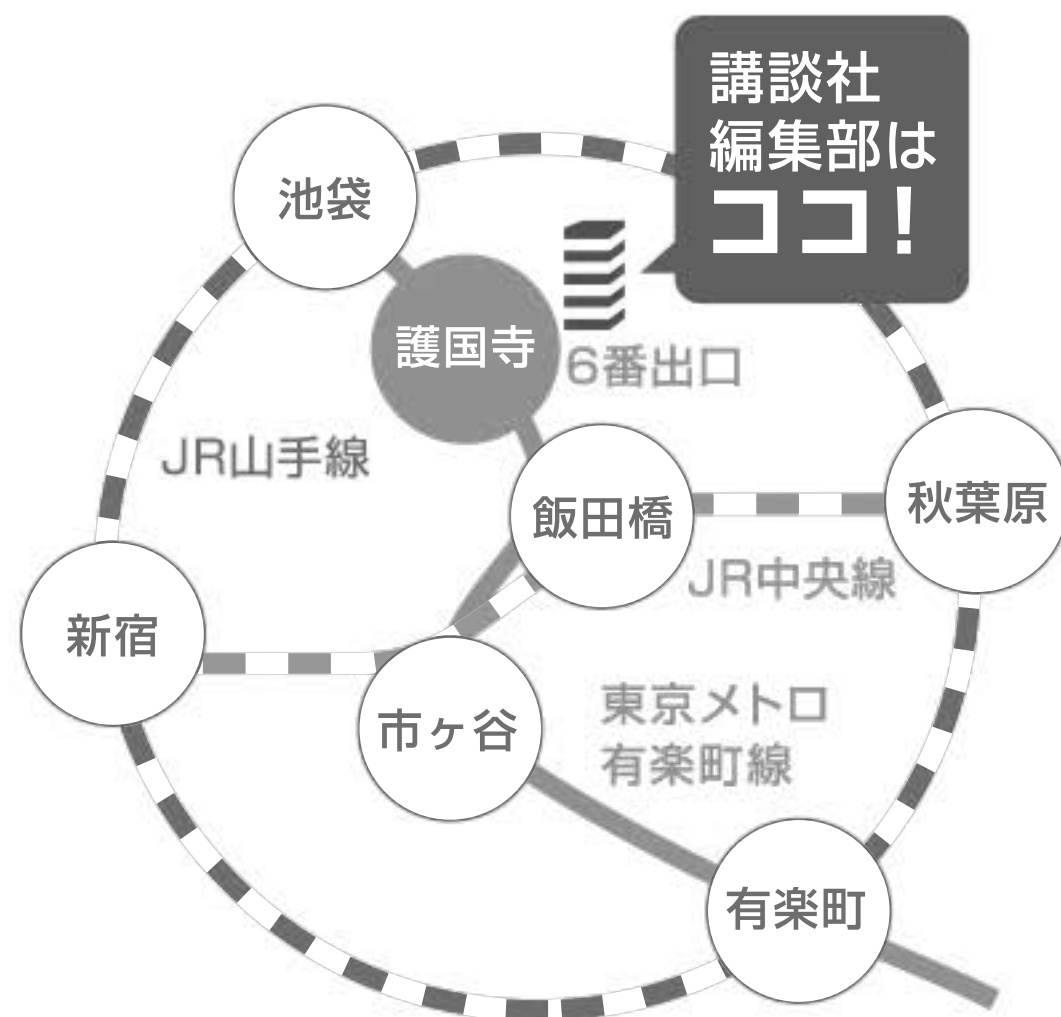 講談社
編集部は
ココ!
池袋
護国寺
6番出口
JR山手線
飯田橋
秋葉原
JR中央線
新宿
市ヶ谷
東京メトロ
有楽町線
有楽町